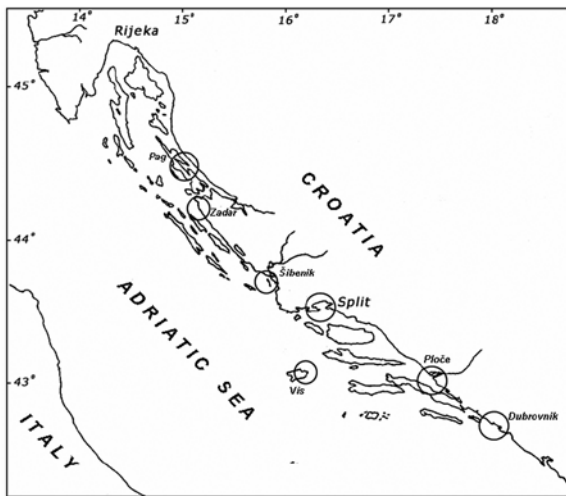 14° 15° 16° 17° 18°
Rijeka
45°
Pag
Zadar
CROATIA
44°
Šibenik
ADRIATIC SEA
Split
Ploče
43°
Vis
Dubrovnik
ITALY